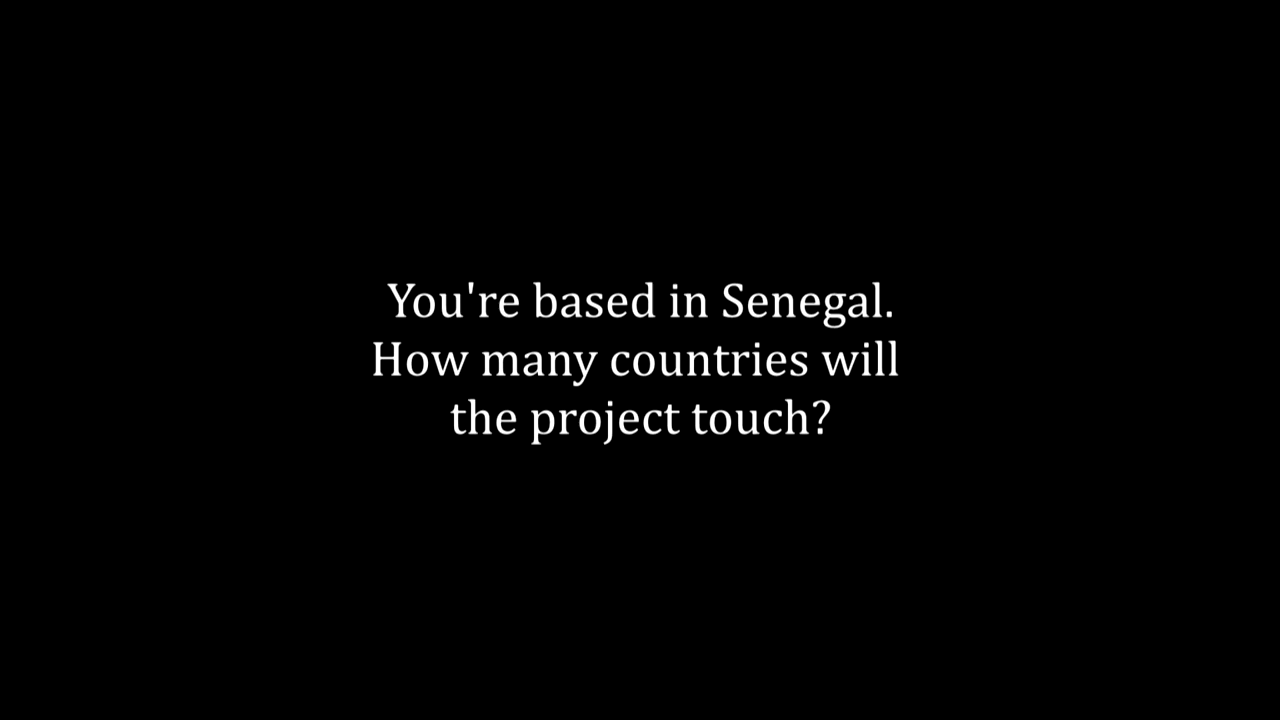 You're based in Senegal.
How many countries will
the project touch?